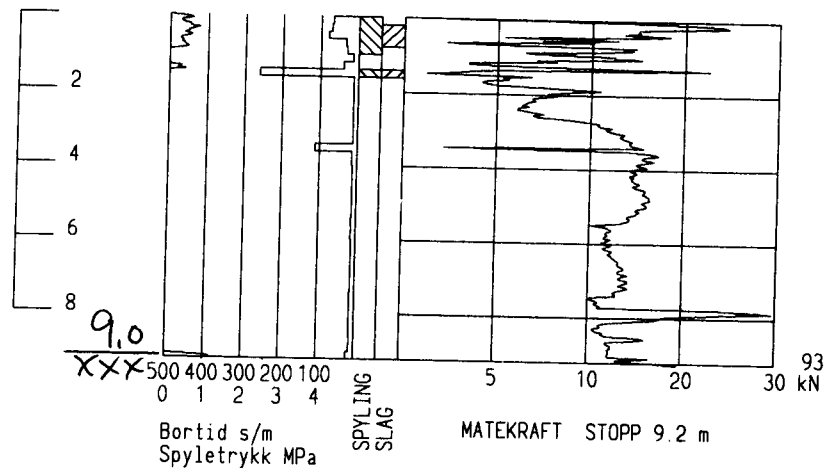 2
4
6
8
9.0
XXX
500 400 300 200 100
0 1 2 3 4
5 10 20 30
93
kN
SPYLING
SLAG
Bortid s/m
Spyletrykk MPa
MATEKRAFT STOPP 9.2 m